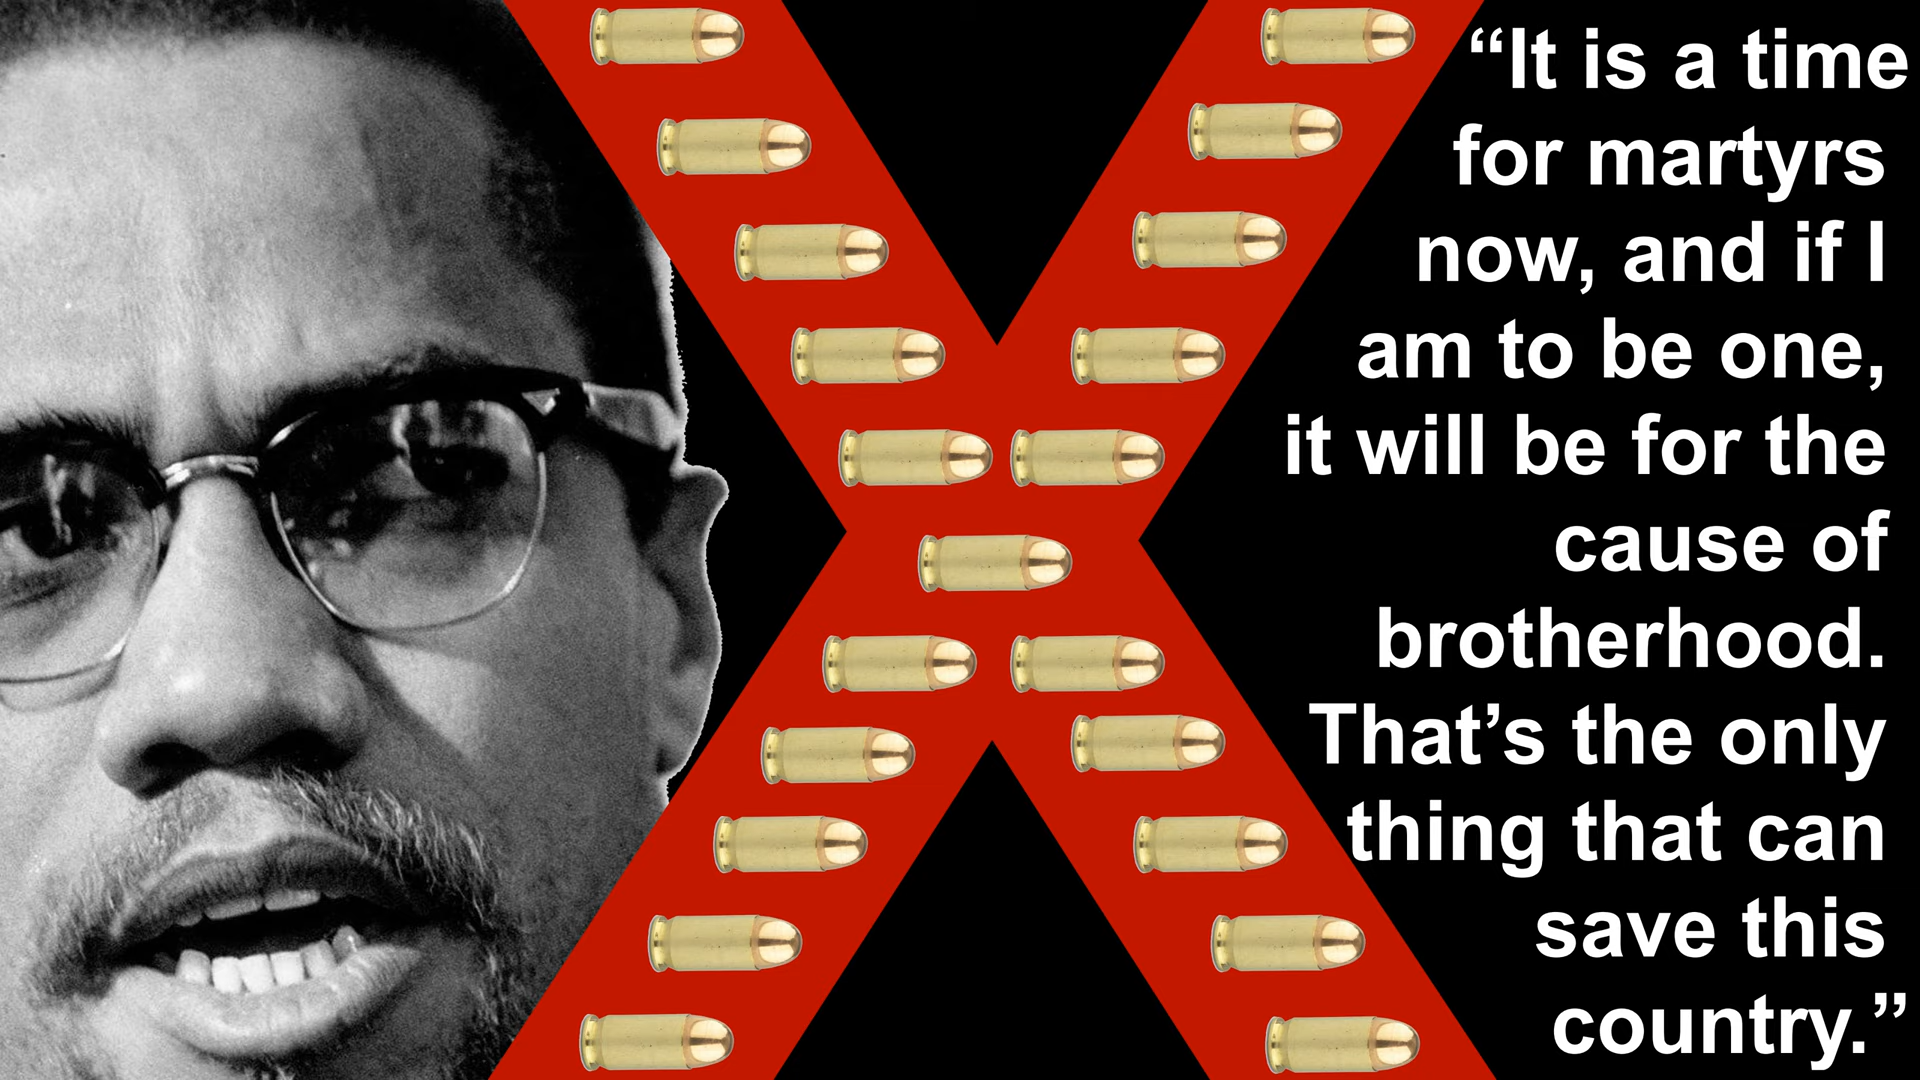 “It is a time
for martyrs
now, and if I
am to be one,
it will be for the
cause of
brotherhood.
That’s the only
thing that can
save this
country.”